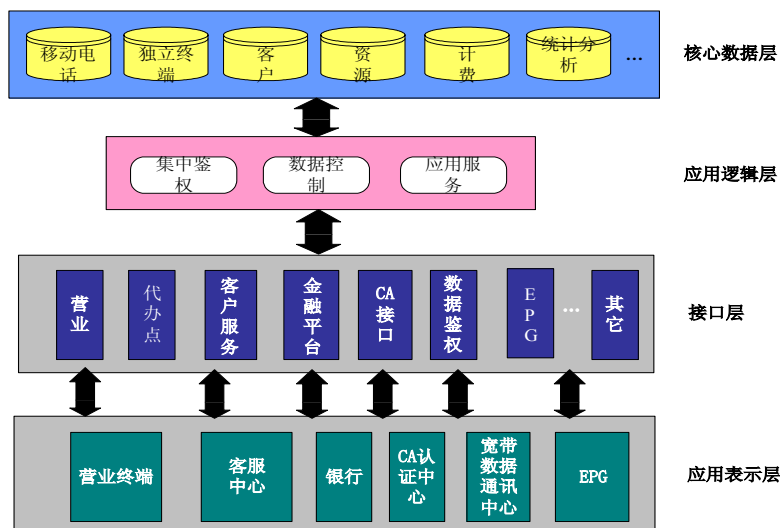 移动电
话
独立终
端
客
户
资
源
计
费
统计分
析
...
核心数据层
集中鉴
权
数据控
制
应用服
务
应用逻辑层
营
业
代
办
点
客
户
服
务
金
融
平
台
CA
接
口
数
据
鉴
权
E
P
G
...
其
它
接口层
营业终端
客服
中心
银行
CA认
证中
心
宽带
数据
通讯
中心
EPG
应用表示层